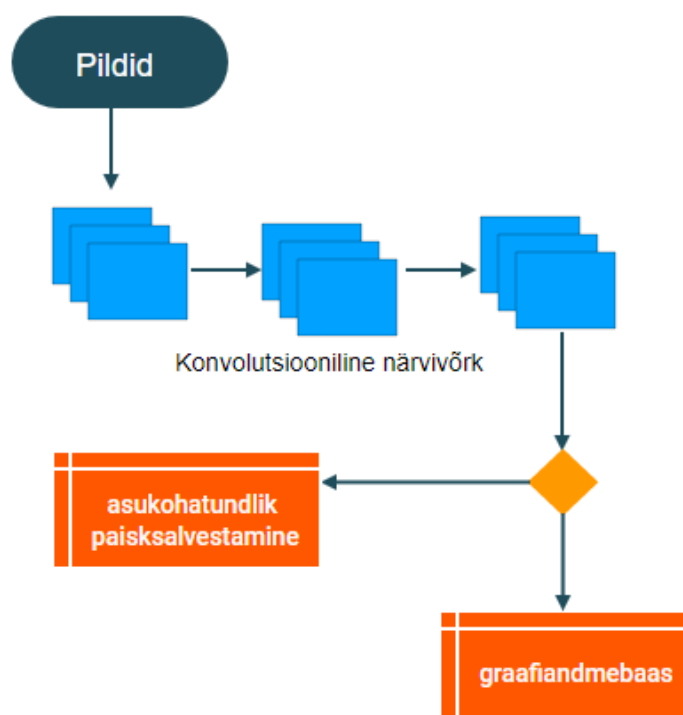 Pildid
Konvolutsiooniline närvivõrk
asukohatundlik
paisksalvestamine
graafiandmebaas